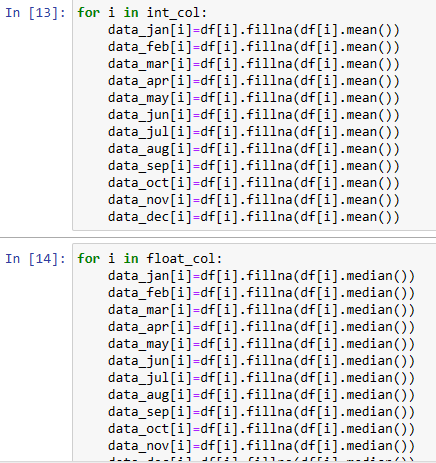 In [13]: for i in int_col:
data_jan[i]=df[i].fillna(df[i].mean())
data_feb[i]=df[i].fillna(df[i].mean())
data_mar[i]=df[i].fillna(df[i].mean())
data_apr[i]=df[i].fillna(df[i].mean())
data_may[i]=df[i].fillna(df[i].mean())
data_jun[i]=df[i].fillna(df[i].mean())
data_jul[i]=df[i].fillna(df[i].mean())
data_aug[i]=df[i].fillna(df[i].mean())
data_sep[i]=df[i].fillna(df[i].mean())
data_oct[i]=df[i].fillna(df[i].mean())
data_nov[i]=df[i].fillna(df[i].mean())
data_dec[i]=df[i].fillna(df[i].mean())
In [14]: for i in float_col:
data_jan[i]=df[i].fillna(df[i].median())
data_feb[i]=df[i].fillna(df[i].median())
data_mar[i]=df[i].fillna(df[i].median())
data_apr[i]=df[i].fillna(df[i].median())
data_may[i]=df[i].fillna(df[i].median())
data_jun[i]=df[i].fillna(df[i].median())
data_jul[i]=df[i].fillna(df[i].median())
data_aug[i]=df[i].fillna(df[i].median())
data_sep[i]=df[i].fillna(df[i].median())
data_oct[i]=df[i].fillna(df[i].median())
data_nov[i]=df[i].fillna(df[i].median())